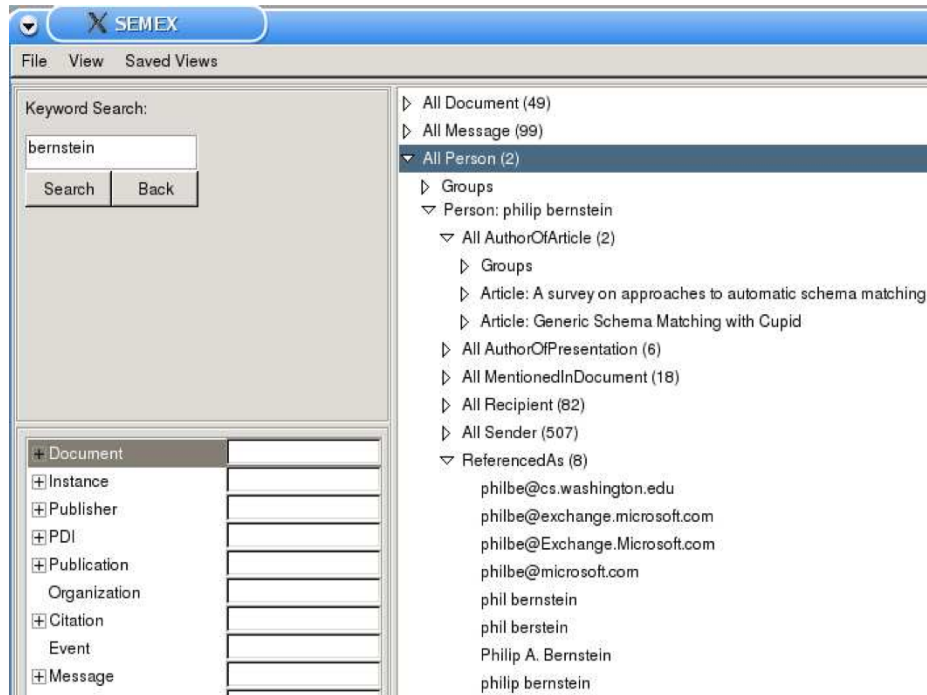 SEMEX
File View Saved Views
Keyword Search:
bernstein
Search Back
Document
Instance
Publisher
PDI
Publication
Organization
Citation
Event
Message
All Document (49)
All Message (99)
All Person (2)
Groups
Person: philip bernstein
All AuthorOfArticle (2)
Groups
Article: A survey on approaches to automatic schema matching
Article: Generic Schema Matching with Cupid
All AuthorOfPresentation (6)
All MentionedInDocument (18)
All Recipient (82)
All Sender (507)
ReferencedAs (8)
philbe@cs.washington.edu
philbe@exchange.microsoft.com
philbe@Exchange.Microsoft.com
philbe@microsoft.com
phil bernstein
phil berstein
Philip A. Bernstein
philip bernstein